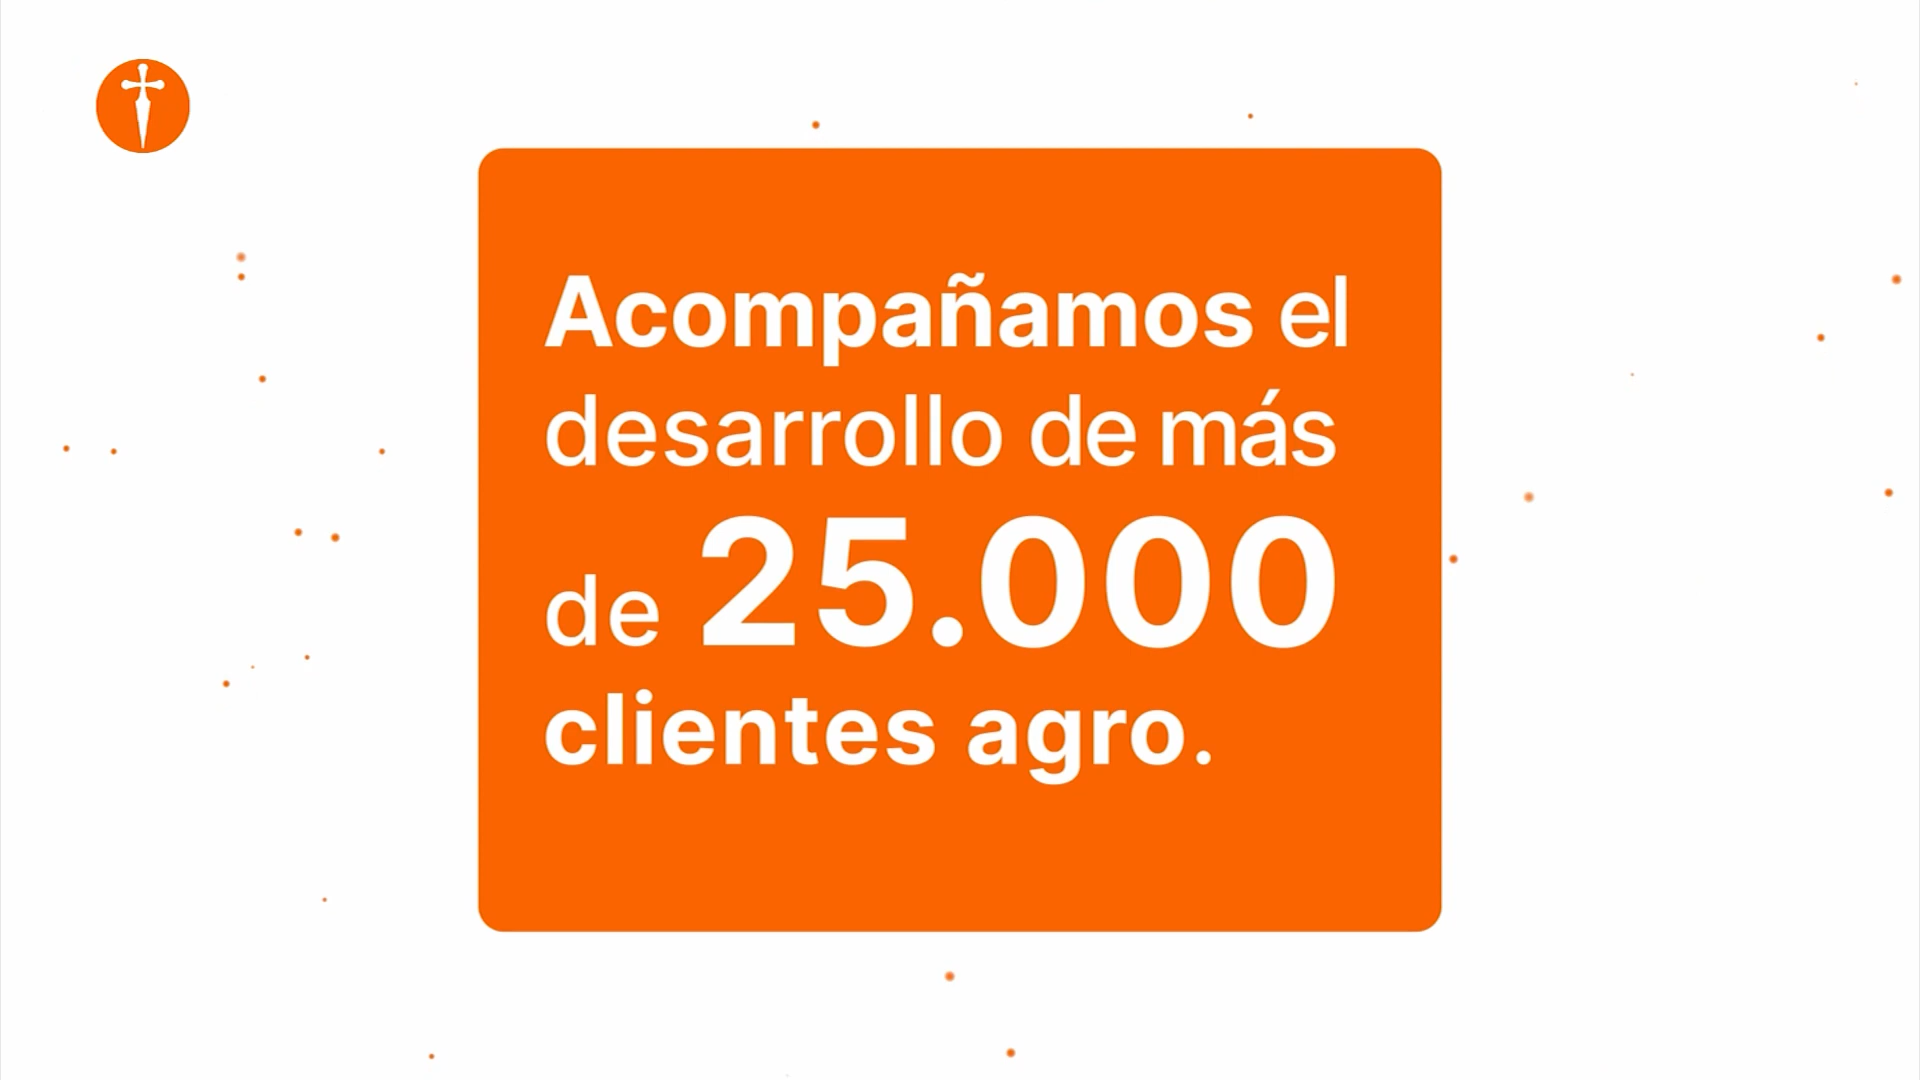 Acompañamos el
desarrollo de más
de 25.000
clientes agro.